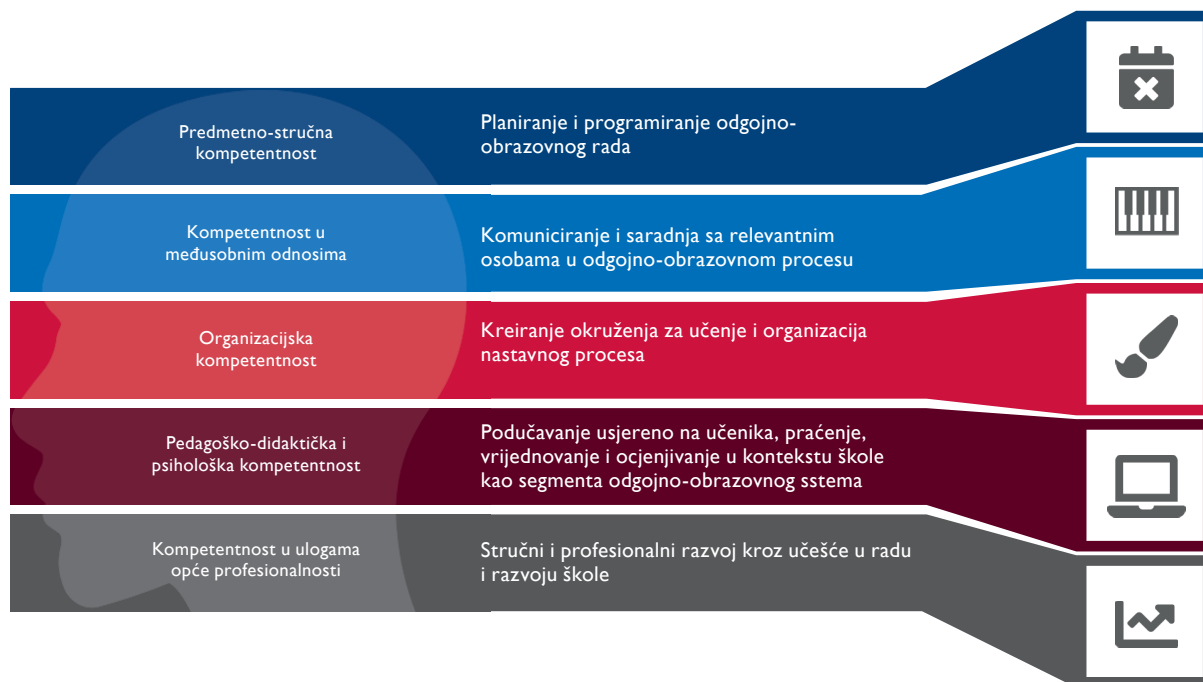 Predmetno-stručna
kompetentnost
Planiranje i programiranje odgojno-
obrazovnog rada
Kompetentnost u
međusobnim odnosima
Komuniciranje i saradnja sa relevantnim
osobama u odgojno-obrazovnom procesu
Organizacijska
kompetentnost
Kreiranje okruženja za učenje i organizacija
nastavnog procesa
Pedagoško-didaktička i
psihološka kompetentnost
Podučavanje usjereno na učenika, praćenje,
vrijednovanje i ocjenjivanje u kontekstu škole
kao segmenta odgojno-obrazovnog sstema
Kompetentnost u ulogama
opće profesionalnosti
Stručni i profesionalni razvoj kroz učešće u radu
i razvoju škole